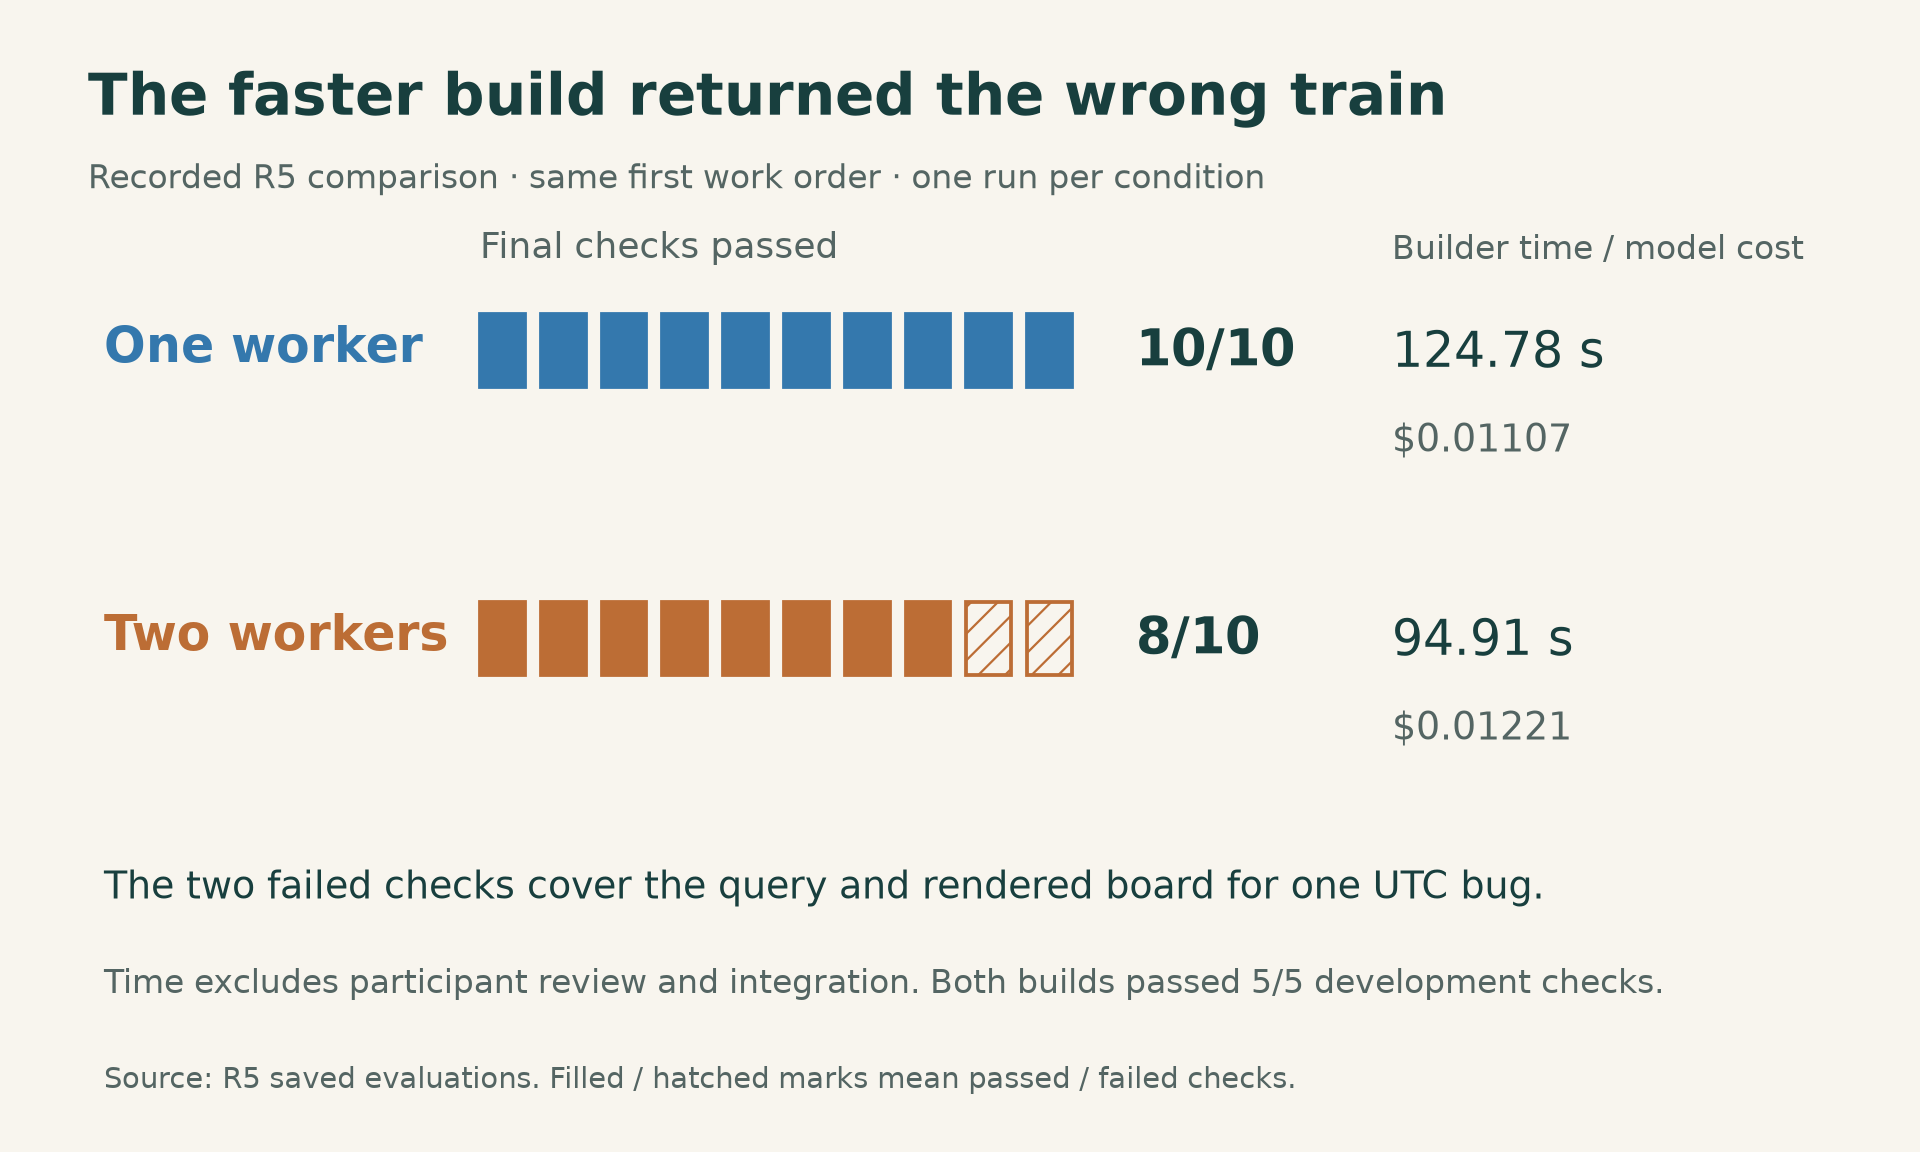 The faster build returned the wrong train
Recorded R5 comparison · same first work order · one run per condition
Final checks passed
Builder time / model cost
One worker
10/10
124.78 s
$0.01107
Two workers
8/10
94.91 s
$0.01221
The two failed checks cover the query and rendered board for one UTC bug.
Time excludes participant review and integration. Both builds passed 5/5 development checks.
Source: R5 saved evaluations. Filled / hatched marks mean passed / failed checks.